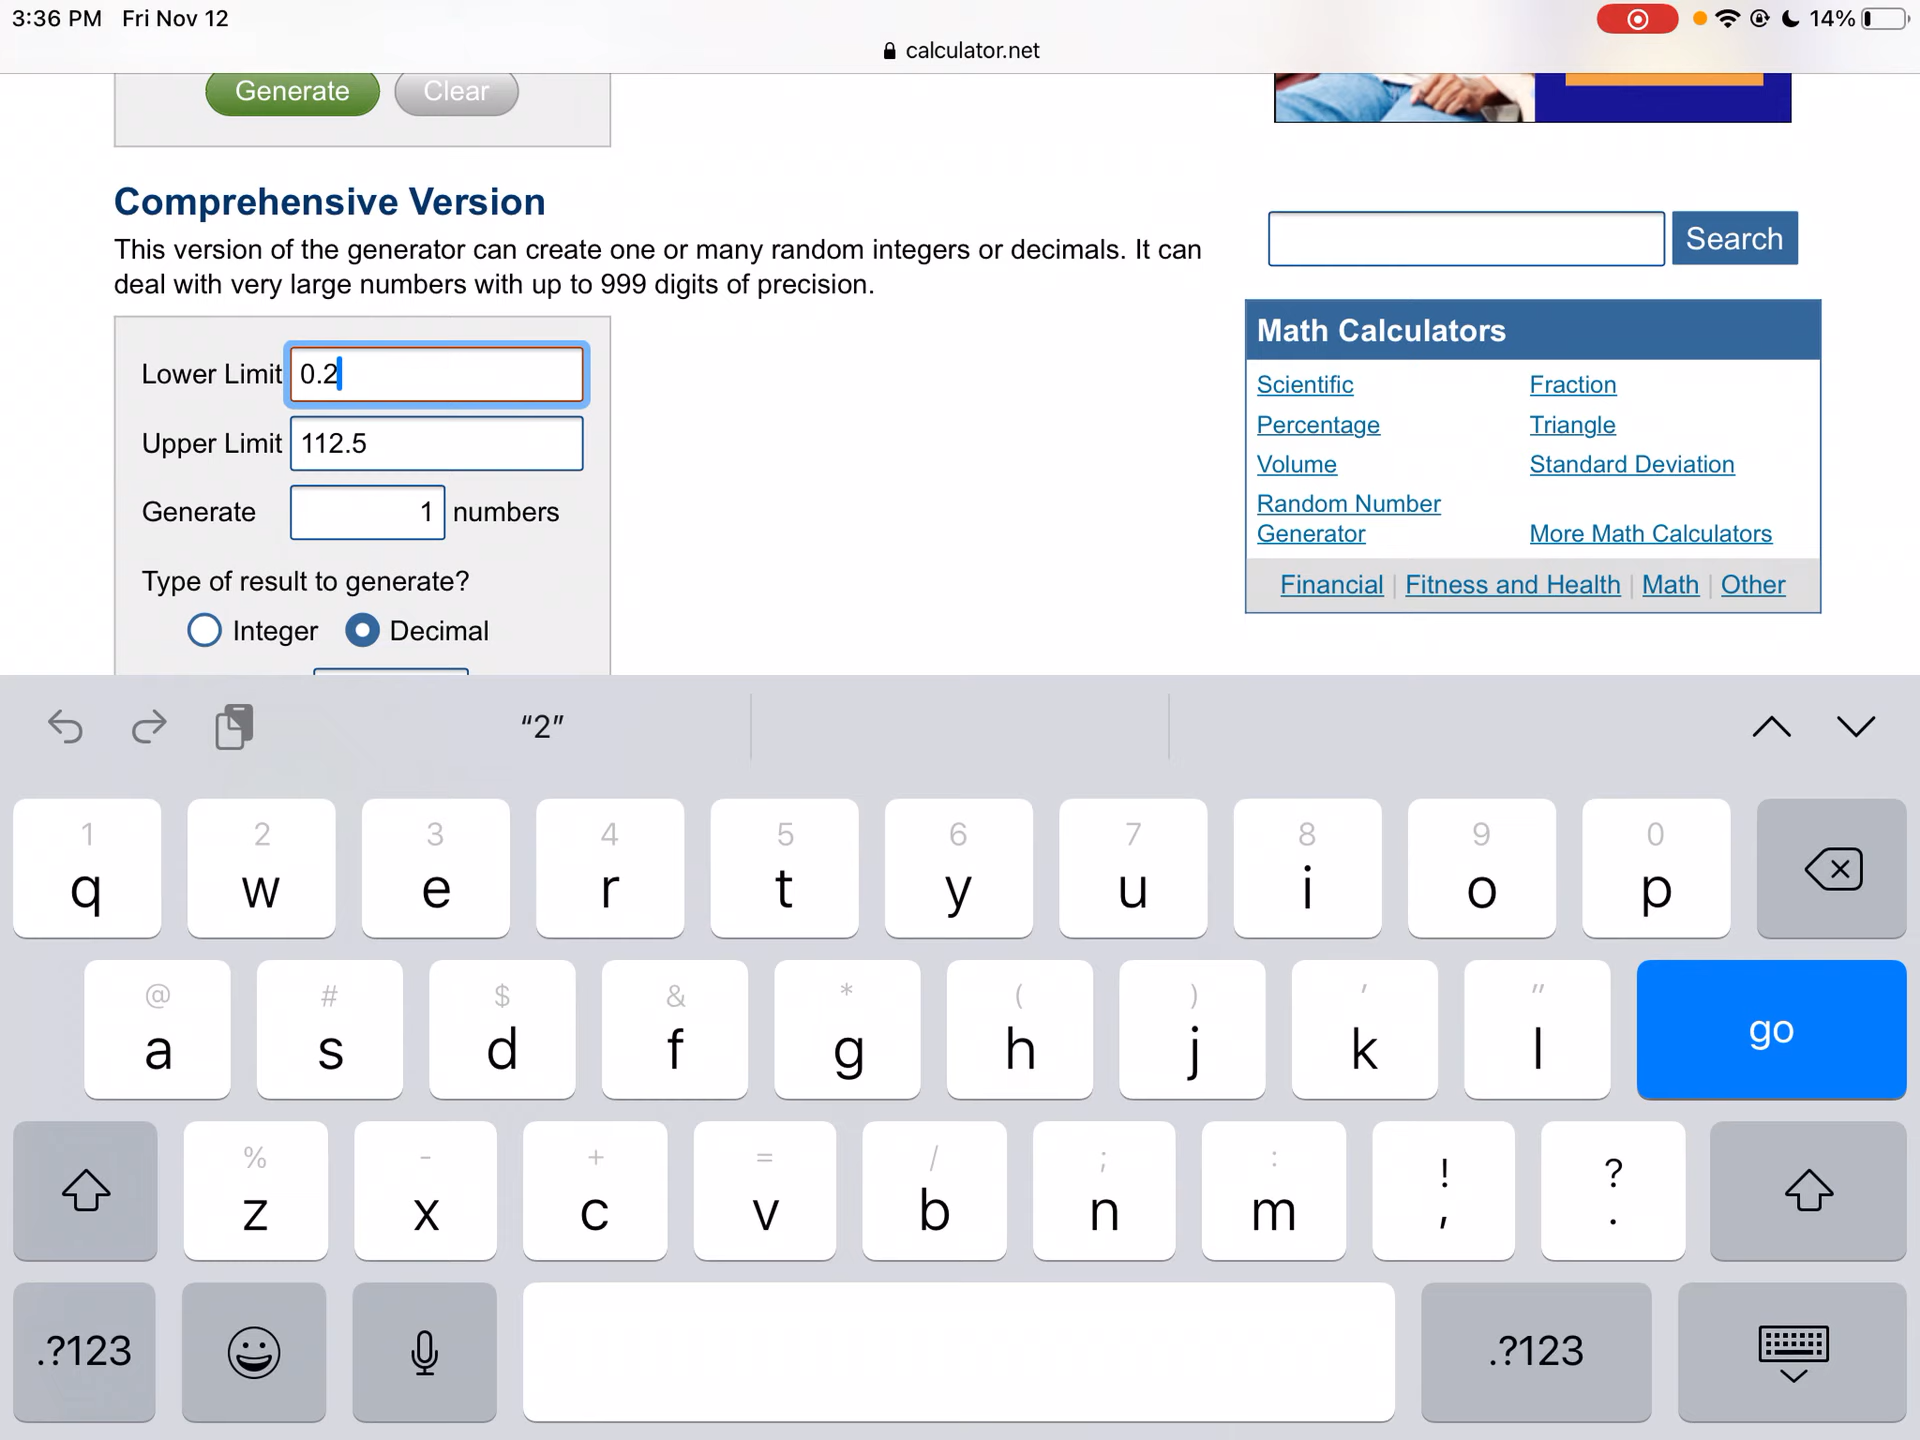 3:36 PM Fri Nov 12
14%
calculator.net
Generate Clear
Comprehensive Version
This version of the generator can create one or many random integers or decimals. It can
deal with very large numbers with up to 999 digits of precision.
Lower Limit 0.2
Upper Limit 112.5
Generate 1 numbers
Type of result to generate?
Integer Decimal
Search
Math Calculators
Scientific Fraction
Percentage Triangle
Volume Standard Deviation
Random Number
Generator More Math Calculators
Financial | Fitness and Health | Math | Other
“2”
1 2 3 4 5 6 7 8 9 0
q w e r t y u i o p
@ # $ & * ( ) ' "
a s d f g h j k l go
% - + = / ; : ! ?
z x c v b n m , .
.?123 .?123